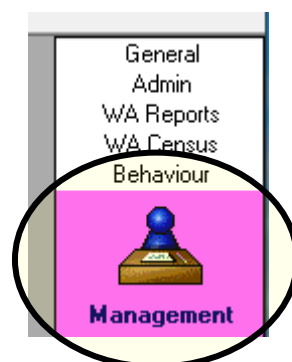 General
Admin
WA Reports
WA Census
Behaviour
Management